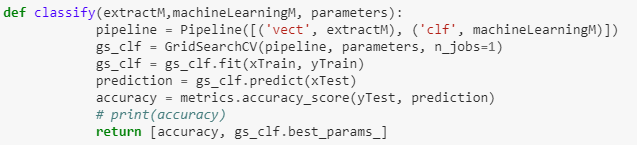 def classify(extractM,machineLearningM, parameters):
pipeline = Pipeline([('vect', extractM), ('clf', machineLearningM)])
gs_clf = GridSearchCV(pipeline, parameters, n_jobs=1)
gs_clf = gs_clf.fit(xTrain, yTrain)
prediction = gs_clf.predict(xTest)
accuracy = metrics.accuracy_score(yTest, prediction)
# print(accuracy)
return [accuracy, gs_clf.best_params_]